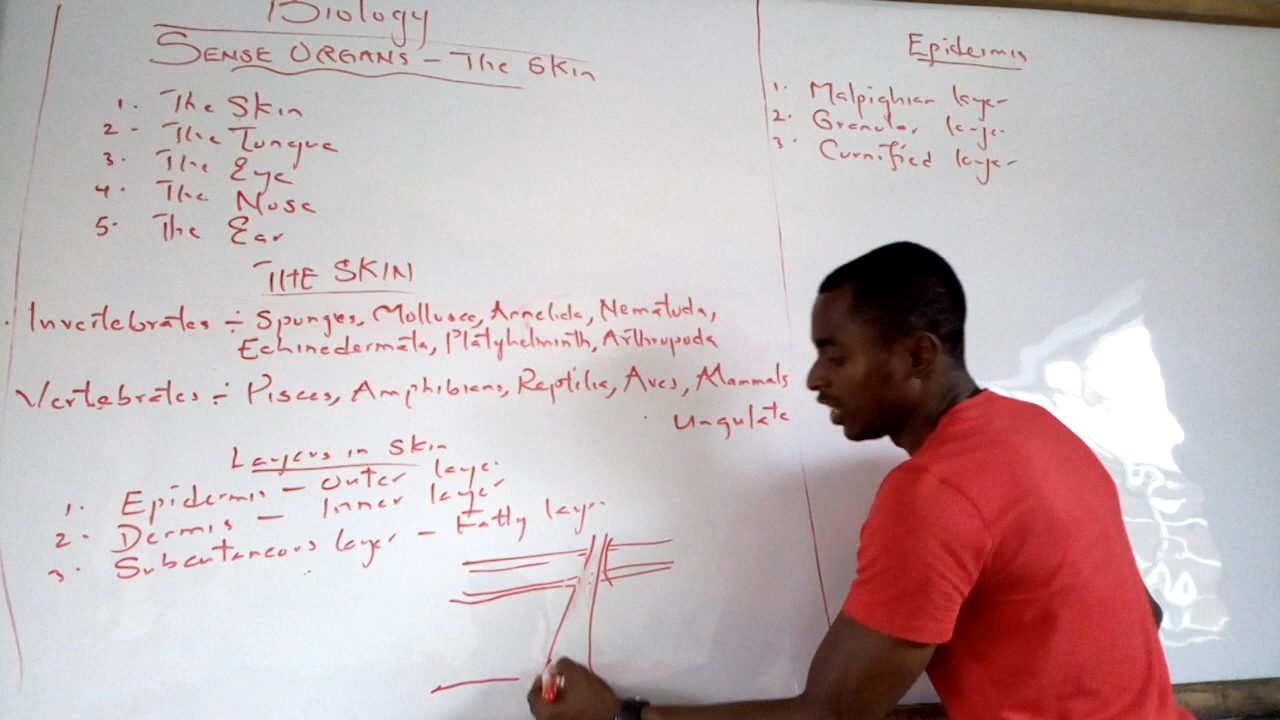 Biology
SENSE ORGANS - The Skin
1. The Skin
2. The Tongue
3. The Eye
4. The Nose
5. The Ear
THE SKIN
Invertebrates ÷ Sponges, Mollusca, Annelida, Nematoda,
Echinedermata, Platyhelminth, Arthropoda
Vertebrates ÷ Pisces, Amphibians, Reptilia, Aves, Mammals
Ungulate
Layers in Skin
1. Epidermis - Outer layer
2. Dermis - Inner layer
3. Subcutaneous layer - Fatty layer
Epidermis
1. Malpighian layer
2. Granular layer
3. Cornified layer